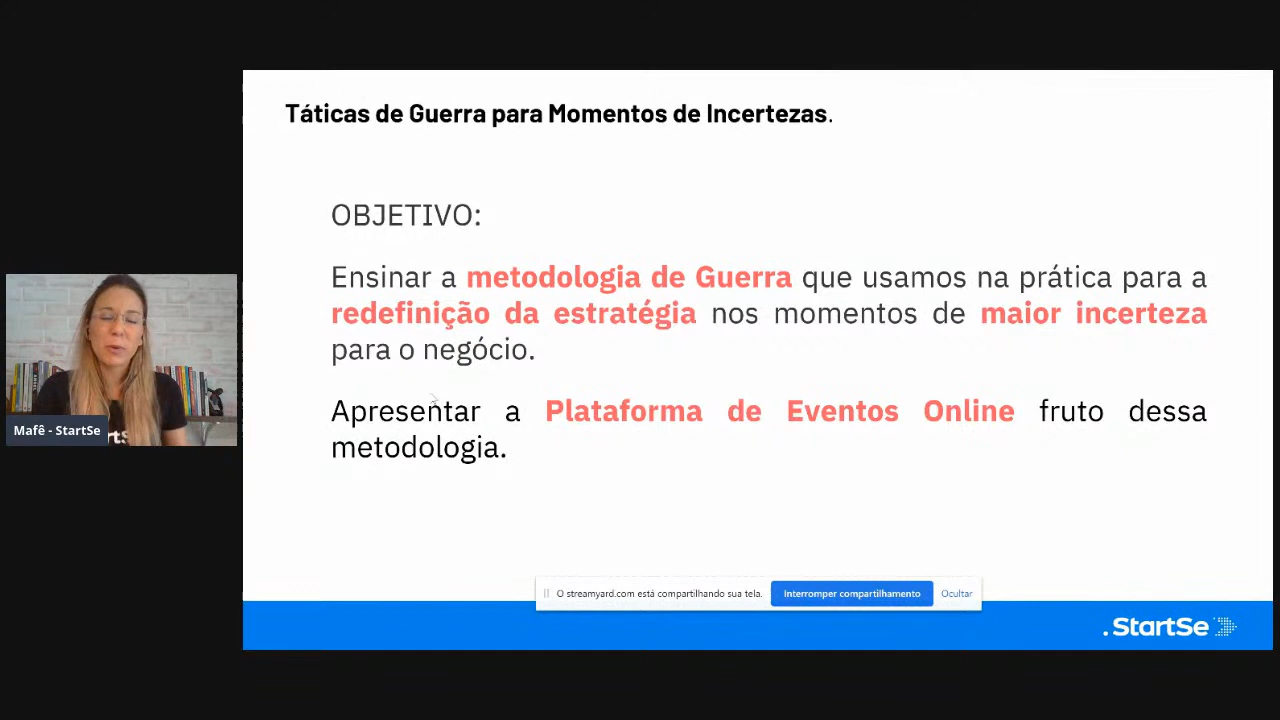 Táticas de Guerra para Momentos de Incertezas.
OBJETIVO:
Ensinar a metodologia de Guerra que usamos na prática para a
redefinição da estratégia nos momentos de maior incerteza
para o negócio.
Apresentar a Plataforma de Eventos Online fruto dessa
metodologia.
Mafê - StartSe
O streamyard.com está compartilhando sua tela.
Interromper compartilhamento
Ocultar
.StartSe